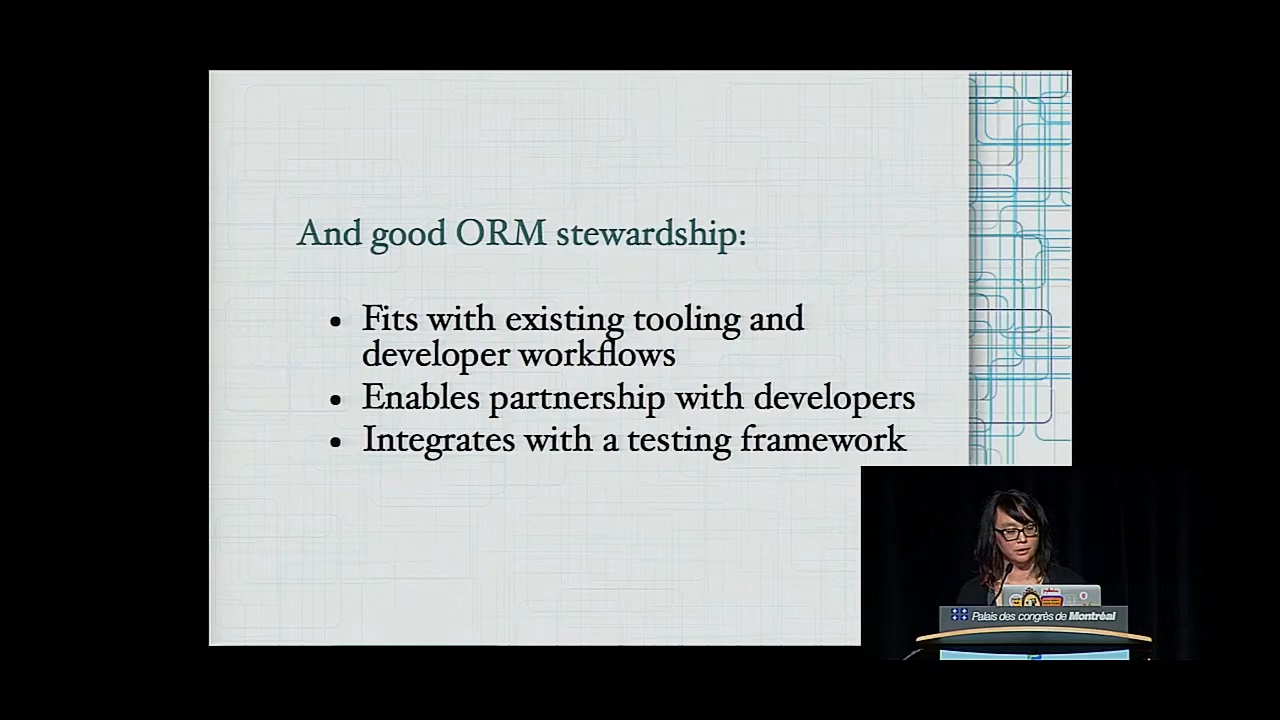 And good ORM stewardship:
• Fits with existing tooling and
developer workflows
• Enables partnership with developers
• Integrates with a testing framework
Palais des congrès de Montréal